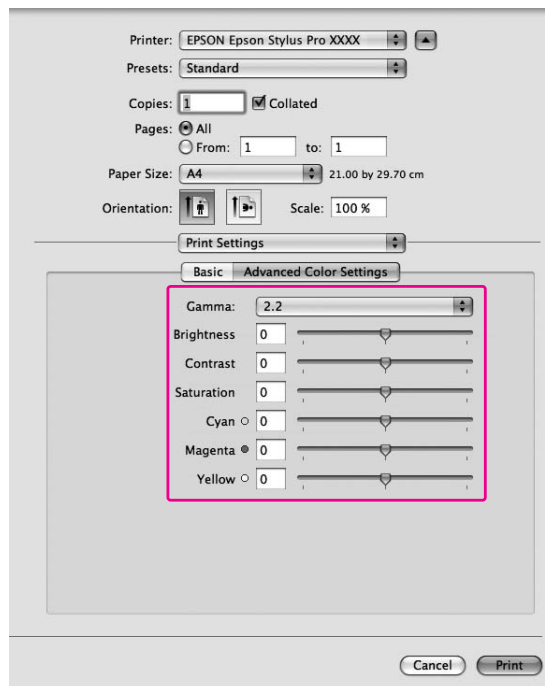 Printer: EPSON Epson Stylus Pro XXXX
Presets: Standard
Copies: 1 Collated
Pages: All
From: 1 to: 1
Paper Size: A4 21.00 by 29.70 cm
Orientation: Scale: 100 %
Print Settings
Basic Advanced Color Settings
Gamma: 2.2
Brightness 0
Contrast 0
Saturation 0
Cyan 0
Magenta 0
Yellow 0
Cancel Print